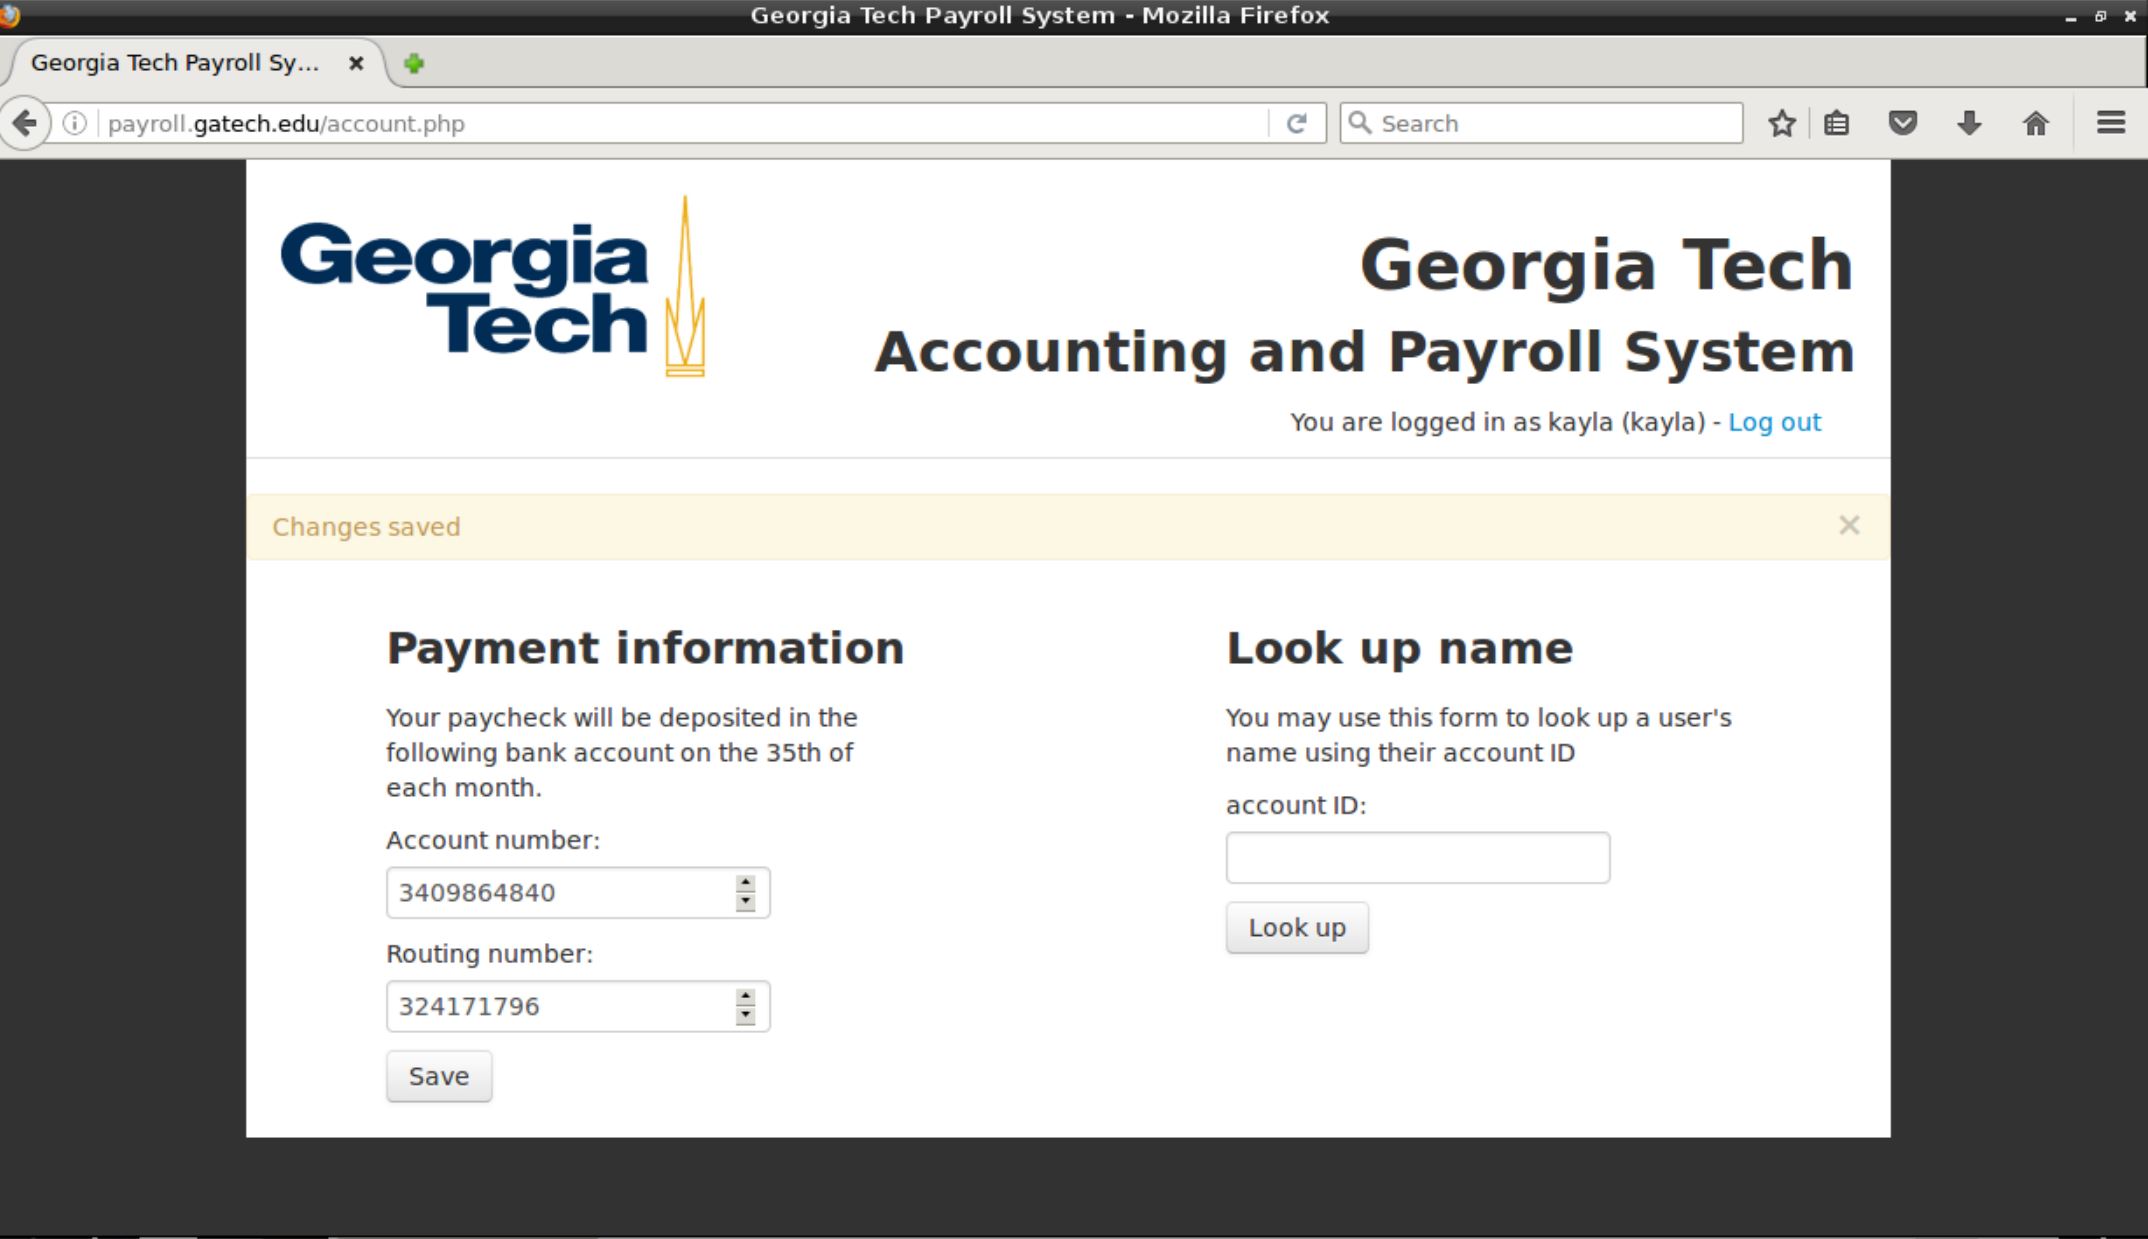 Georgia Tech Payroll System - Mozilla Firefox
Georgia Tech Payroll Sy...
payroll.gatech.edu/account.php
Search
Georgia
Tech
Georgia Tech
Accounting and Payroll System
You are logged in as kayla (kayla) - Log out
Changes saved
Payment information
Your paycheck will be deposited in the
following bank account on the 35th of
each month.
Account number:
3409864840
Routing number:
324171796
Save
Look up name
You may use this form to look up a user's
name using their account ID
account ID:
Look up